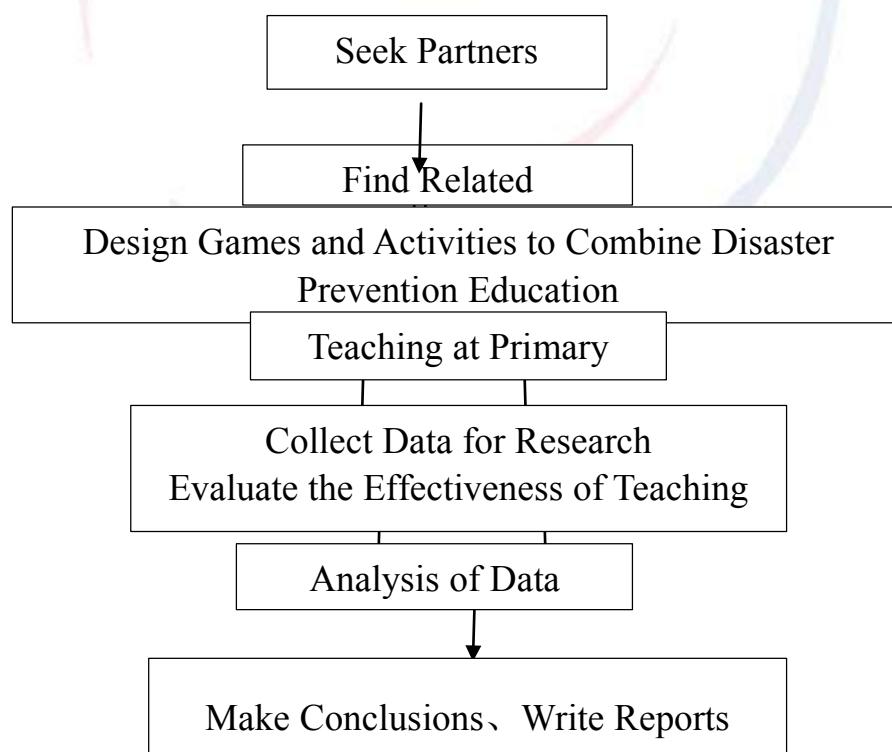 Seek Partners
Find Related
Design Games and Activities to Combine Disaster
Prevention Education
Teaching at Primary
Collect Data for Research
Evaluate the Effectiveness of Teaching
Analysis of Data
Make Conclusions、Write Reports